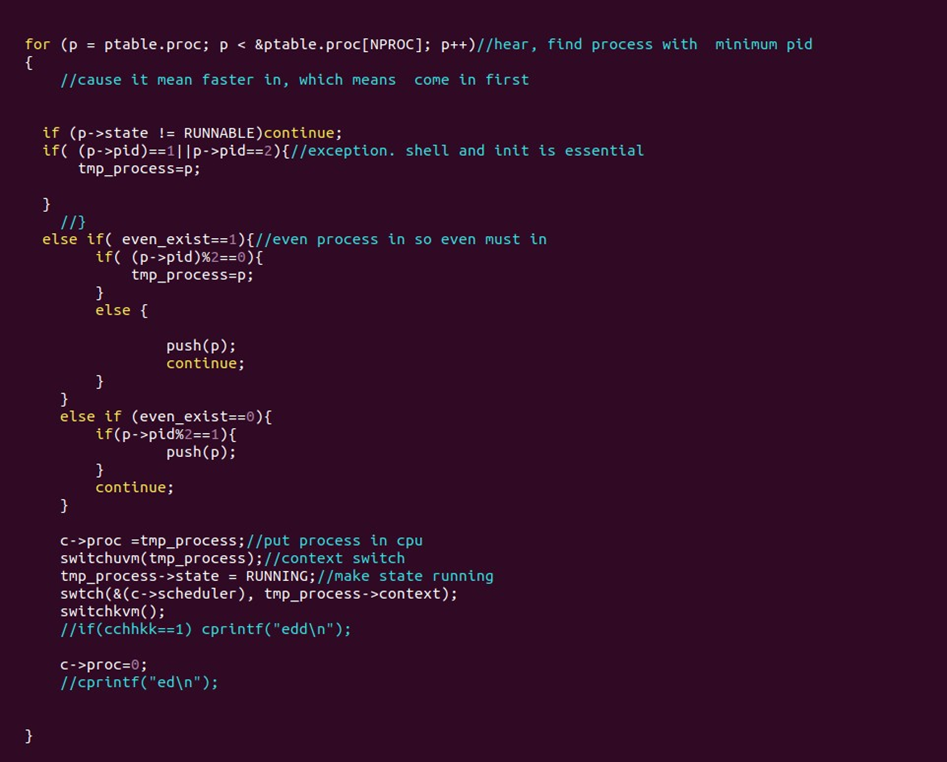 for (p = ptable.proc; p < &ptable.proc[NPROC]; p++)//hear, find process with  minimum pid
{
    //cause it mean faster in, which means  come in first
  if (p->state != RUNNABLE)continue;
  if( (p->pid)==1||p->pid==2){//exception. shell and init is essential
      tmp_process=p;
  }
    //}
  else if( even_exist==1){//even process in so even must in
        if( (p->pid)%2==0){
            tmp_process=p;
        }
        else {
                push(p);
                continue;
        }
    }
    else if (even_exist==0){
        if(p->pid%2==1){
                push(p);
        }
        continue;
    }
    c->proc =tmp_process;//put process in cpu
    switchuvm(tmp_process);//context switch
    tmp_process->state = RUNNING;//make state running
    swtch(&(c->scheduler), tmp_process->context);
    switchkvm();
    //if(cchhkk==1) cprintf("edd\n");
    c->proc=0;
    //cprintf("ed\n");
}